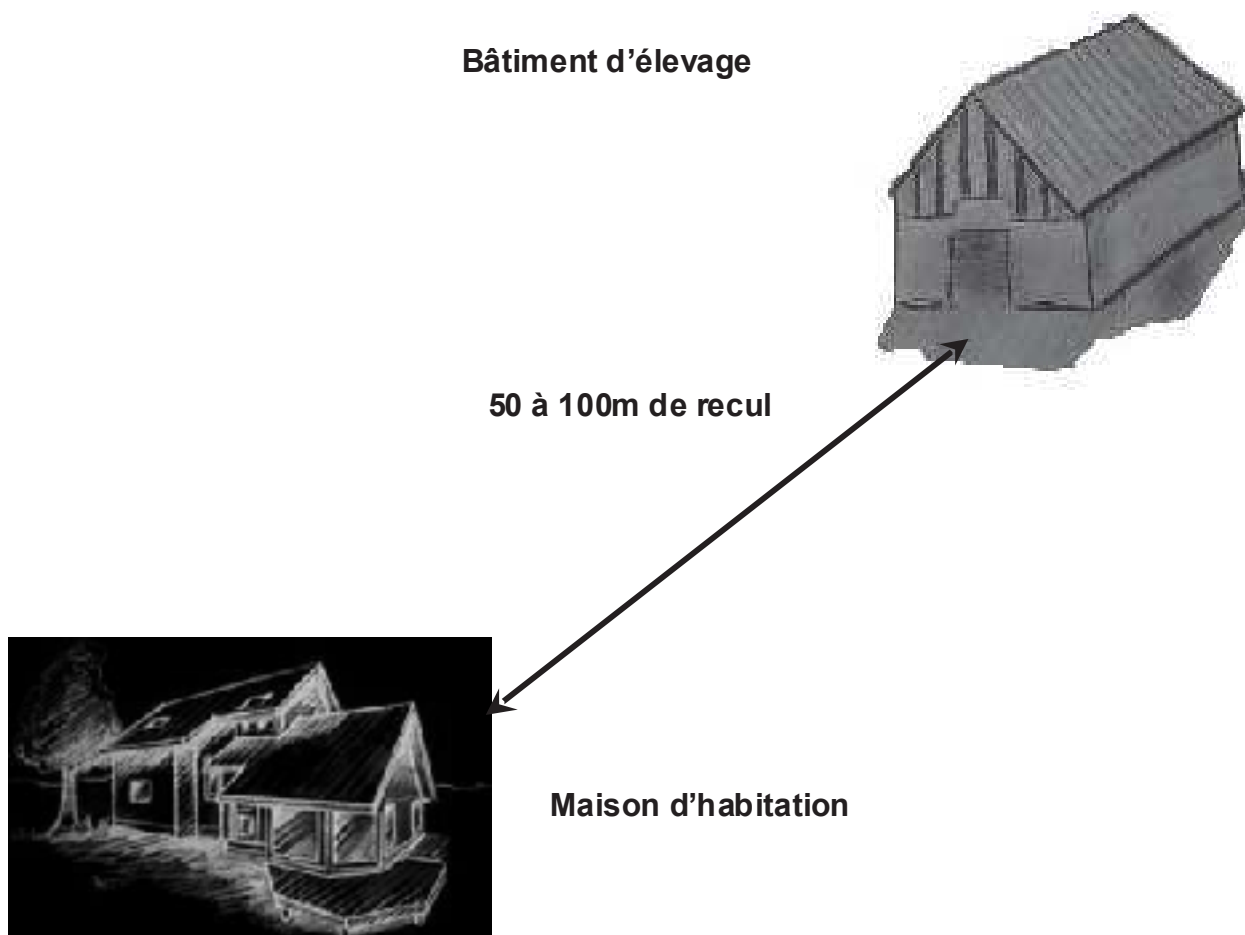 Bâtiment d’élevage
50 à 100m de recul
Maison d’habitation